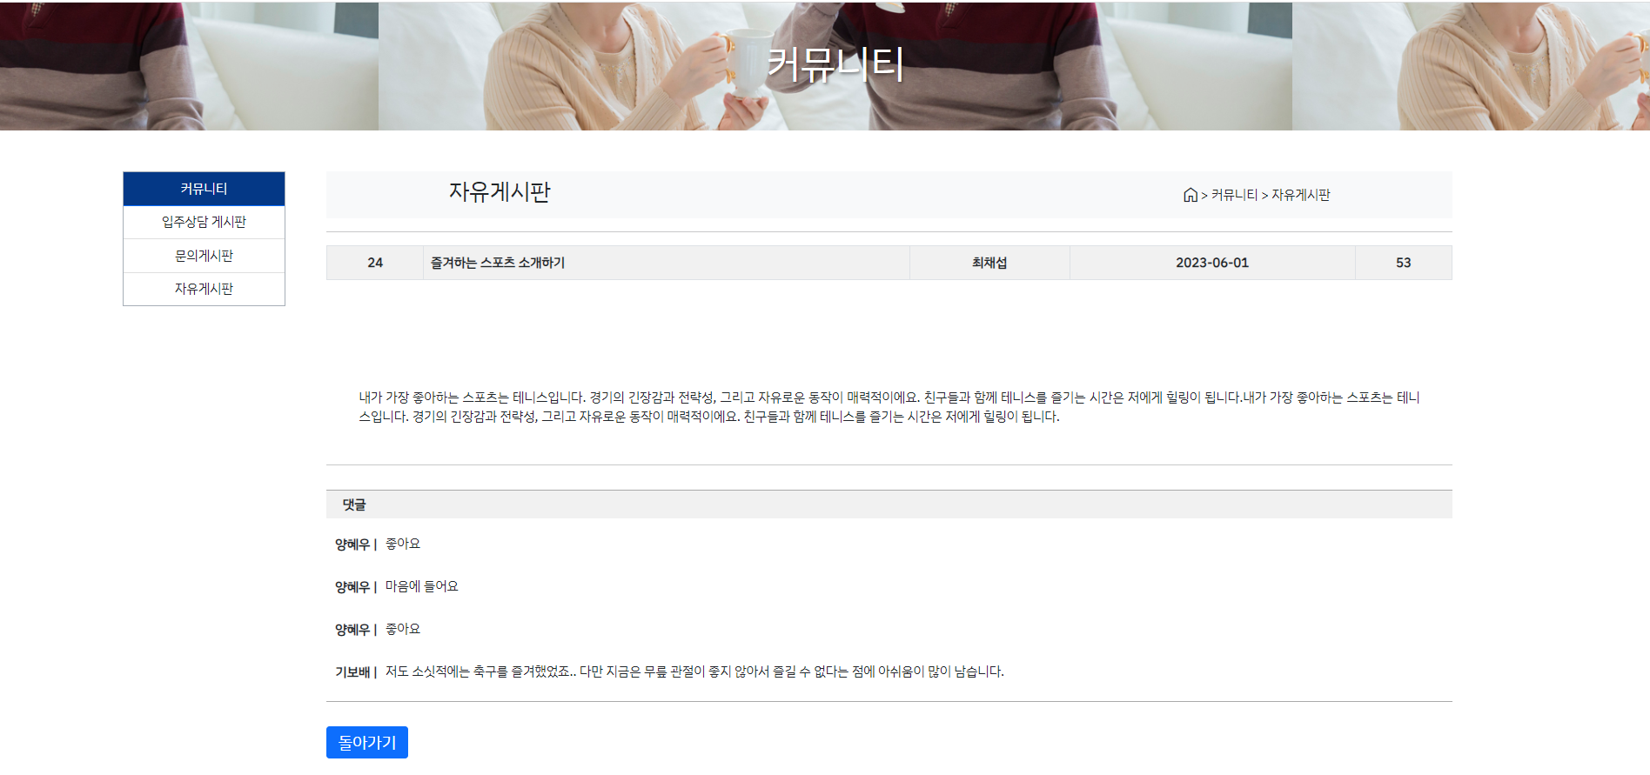 커뮤니티
커뮤니티
입주상담 게시판
문의게시판
자유게시판
자유게시판
> 커뮤니티 > 자유게시판
24 즐겨하는 스포츠 소개하기 최채섭 2023-06-01 53
내가 가장 좋아하는 스포츠는 테니스입니다. 경기의 긴장감과 전략성, 그리고 자유로운 동작이 매력적이에요. 친구들과 함께 테니스를 즐기는 시간은 저에게 힐링이 됩니다.내가 가장 좋아하는 스포츠는 테니
스입니다. 경기의 긴장감과 전략성, 그리고 자유로운 동작이 매력적이에요. 친구들과 함께 테니스를 즐기는 시간은 저에게 힐링이 됩니다.
댓글
양혜우 | 좋아요
양혜우 | 마음에 들어요
양혜우 | 좋아요
기보배 | 저도 소싯적에는 축구를 즐겨했었죠.. 다만 지금은 무릎 관절이 좋지 않아서 즐길 수 없다는 점에 아쉬움이 많이 남습니다.
돌아가기